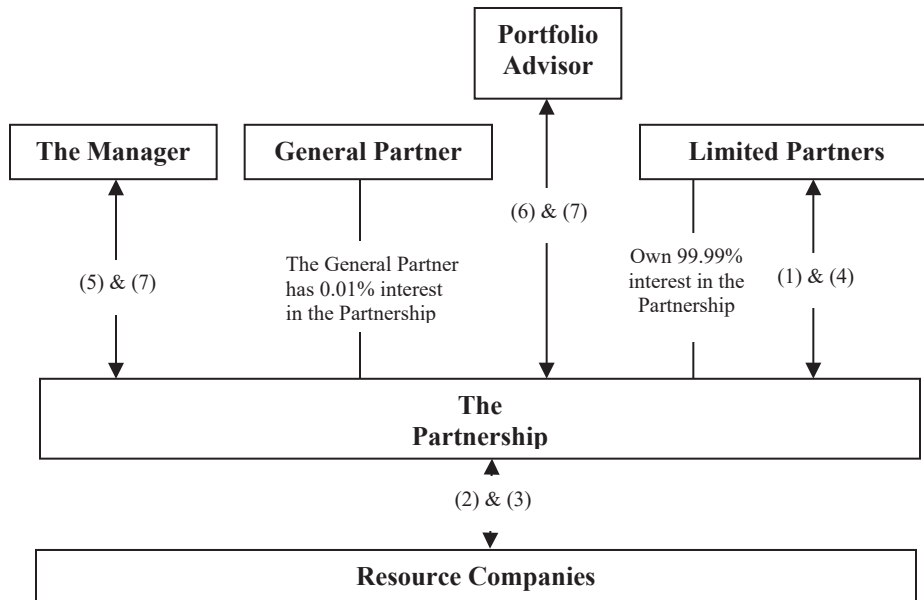 Portfolio
Advisor
The Manager
General Partner
Limited Partners
(5) & (7)
The General Partner
has 0.01% interest
in the Partnership
(6) & (7)
Own 99.99%
interest in the
Partnership
(1) & (4)
The
Partnership
(2) & (3)
Resource Companies